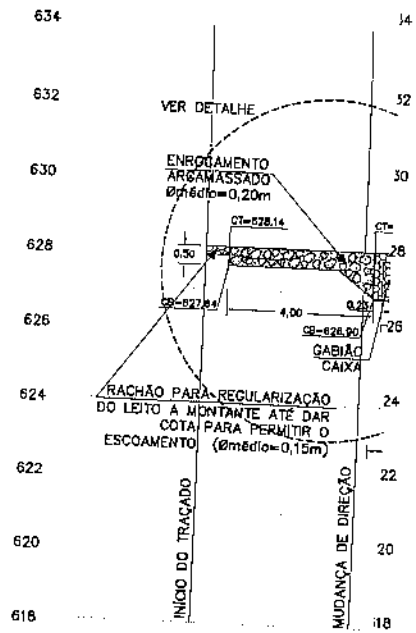 634
34
632
32
VER DETALHE
630
30
ENROCAMENTO
ARGAMASSADO
Ømédio=0,20m
CT=628.14
CT=
628
28
0,50
CB=627.64
4,00
0,25
626
26
CB=626.90
GABIÃO
CAIXA
624
24
RACHÃO PARA REGULARIZAÇÃO
DO LEITO A MONTANTE ATÉ DAR
COTA PARA PERMITIR O
ESCOAMENTO (Ømédio=0,15m)
622
22
620
20
INÍCIO DO TRAÇADO
MUDANÇA DE DIREÇÃO
618
18